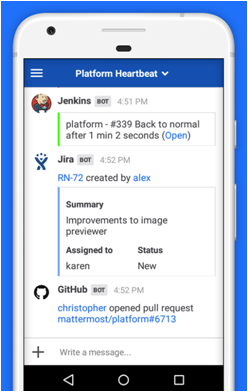 Platform Heartbeat
Jenkins BOT 4:51 PM
platform - #339 Back to normal
after 1 min 2 seconds (Open)
Jira BOT 4:52 PM
RN-72 created by alex
Summary
Improvements to image
previewer
Assigned to Status
karen New
GitHub BOT 4:52 PM
christopher opened pull request
mattermost/platform#6713
Write a message...